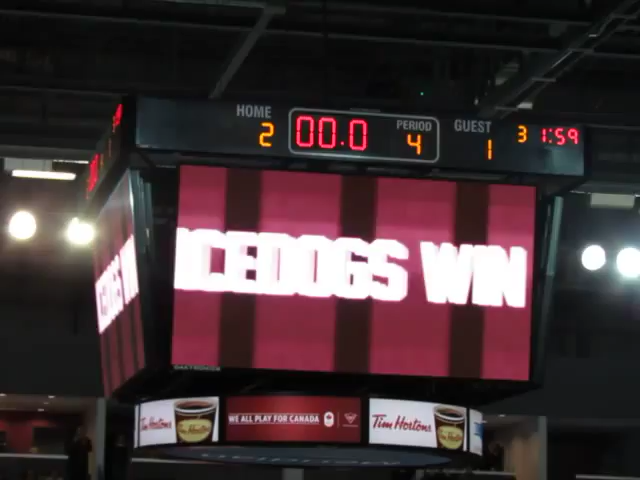 HOME 2
00.0
PERIOD 4
GUEST 1
3 1:59
ICEDOGS WIN
DAKTRONICS
Tim Hortons
WE ALL PLAY FOR CANADA
Tim Hortons